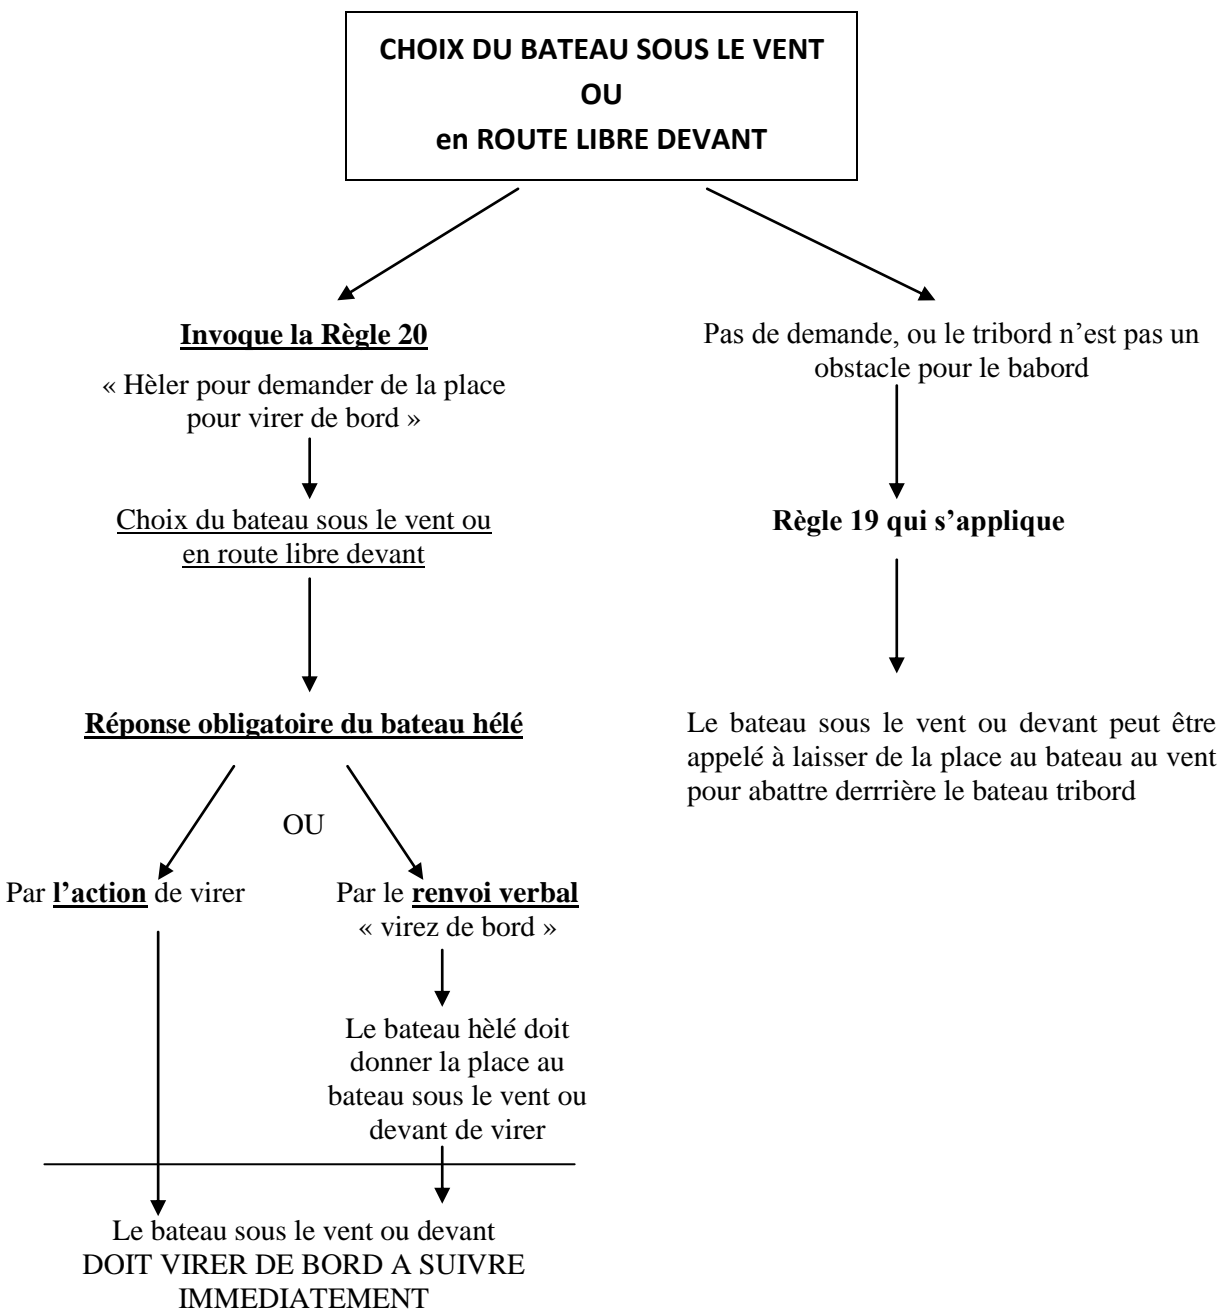 CHOIX DU BATEAU SOUS LE VENT
OU
en ROUTE LIBRE DEVANT
Invoque la Règle 20
« Hèler pour demander de la place
pour virer de bord »
Choix du bateau sous le vent ou
en route libre devant
Réponse obligatoire du bateau hélé
OU
Par l’action de virer
Par le renvoi verbal
« virez de bord »
Le bateau hèlé doit
donner la place au
bateau sous le vent ou
devant de virer
Le bateau sous le vent ou devant
DOIT VIRER DE BORD A SUIVRE
IMMEDIATEMENT
Pas de demande, ou le tribord n’est pas un
obstacle pour le babord
Règle 19 qui s’applique
Le bateau sous le vent ou devant peut être
appelé à laisser de la place au bateau au vent
pour abattre derrrière le bateau tribord